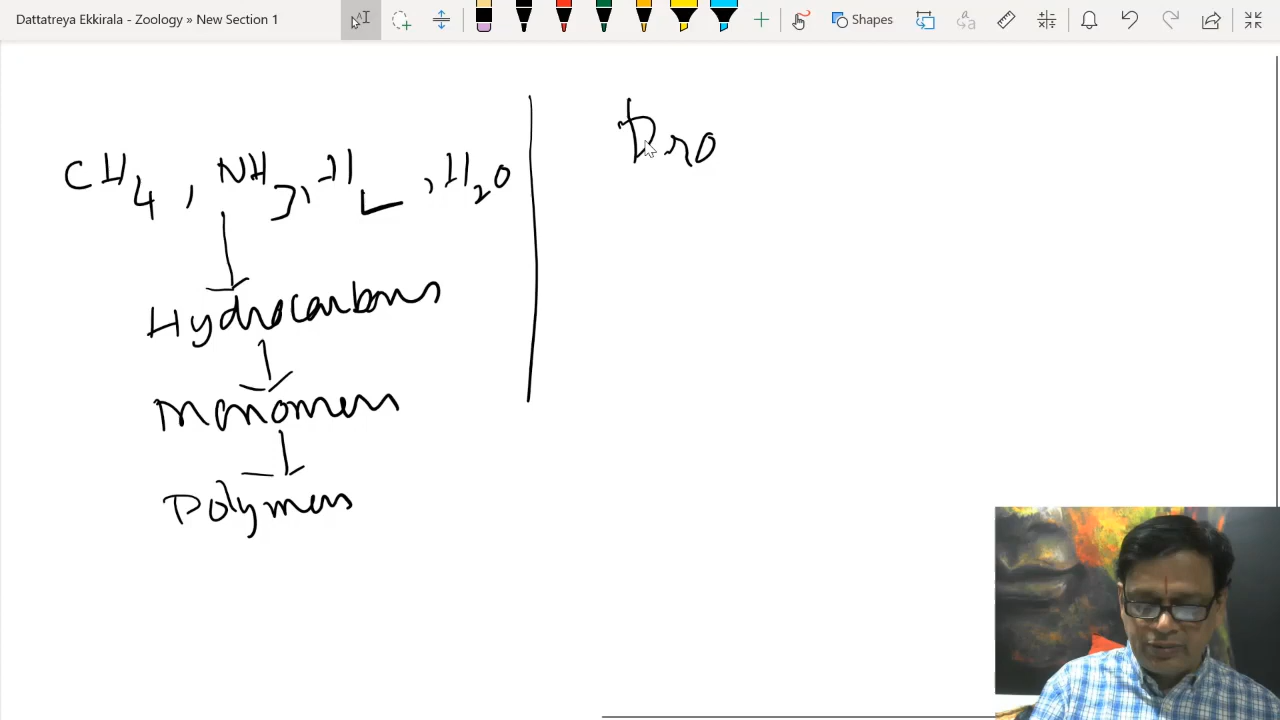 Dattatreya Ekkirala - Zoology » New Section 1
Shapes
CH4, NH3, H2, H2O
Hydrocarbons
Monomers
Polymers
Pro